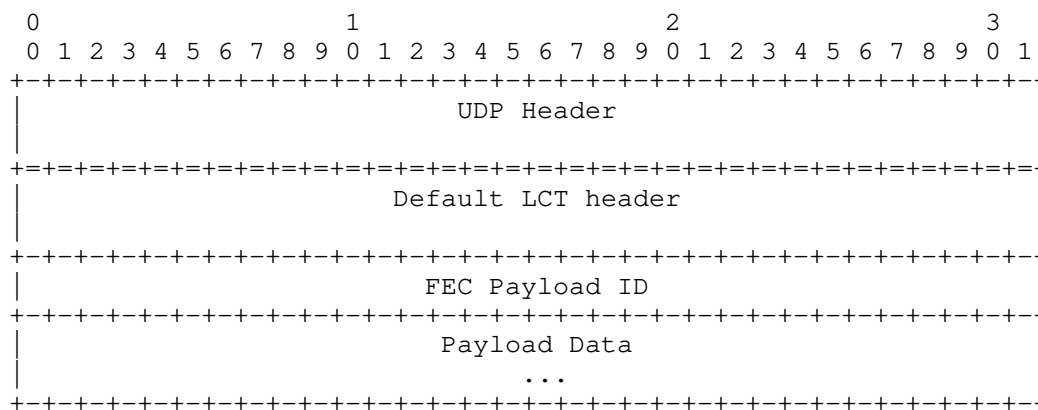 0                   1                   2                   3
0 1 2 3 4 5 6 7 8 9 0 1 2 3 4 5 6 7 8 9 0 1 2 3 4 5 6 7 8 9 0 1
+-+-+-+-+-+-+-+-+-+-+-+-+-+-+-+-+-+-+-+-+-+-+-+-+-+-+-+-+-+-+-+-
|                         UDP Header
|
+=+=+=+=+=+=+=+=+=+=+=+=+=+=+=+=+=+=+=+=+=+=+=+=+=+=+=+=+=+=+=+=-
|                     Default LCT header
|
+-+-+-+-+-+-+-+-+-+-+-+-+-+-+-+-+-+-+-+-+-+-+-+-+-+-+-+-+-+-+-+-
|                       FEC Payload ID
+-+-+-+-+-+-+-+-+-+-+-+-+-+-+-+-+-+-+-+-+-+-+-+-+-+-+-+-+-+-+-+-
|                        Payload Data
|                             ...
+-+-+-+-+-+-+-+-+-+-+-+-+-+-+-+-+-+-+-+-+-+-+-+-+-+-+-+-+-+-+-+-